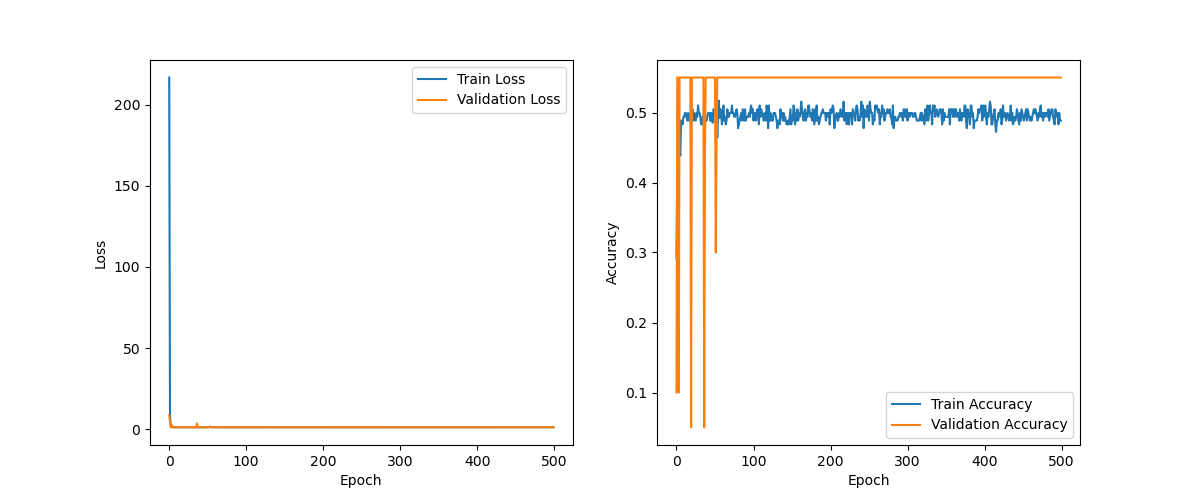 Train Loss
Validation Loss
200
150
100
50
0
Loss
0 100 200 300 400 500
Epoch
0.5
0.4
0.3
0.2
0.1
Accuracy
Train Accuracy
Validation Accuracy
0 100 200 300 400 500
Epoch